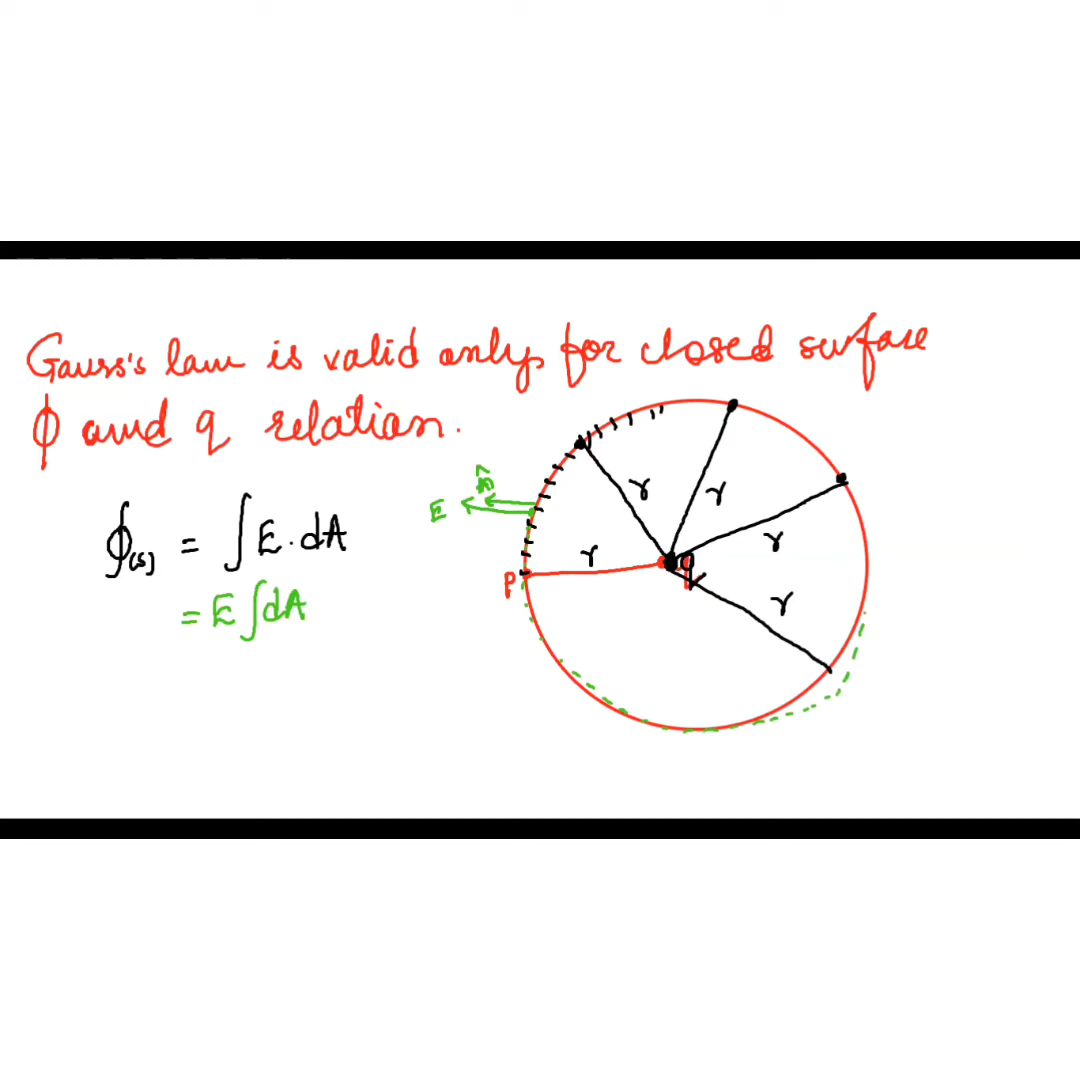 Gauss's law is valid only for closed surface
ϕ and q relation.
ϕ(s) = ∫E.dA
= E∫dA
E n̂
r
r
r
r
r
P
q